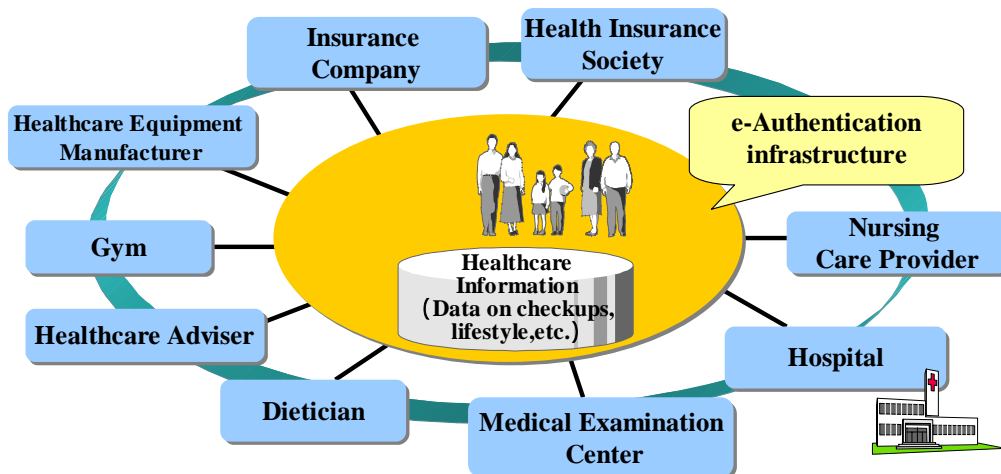 Insurance
Company
Health Insurance
Society
Healthcare Equipment
Manufacturer
e-Authentication
infrastructure
Gym
Nursing
Care Provider
Healthcare
Information
(Data on checkups,
lifestyle,etc.)
Healthcare Adviser
Hospital
Dietician
Medical Examination
Center